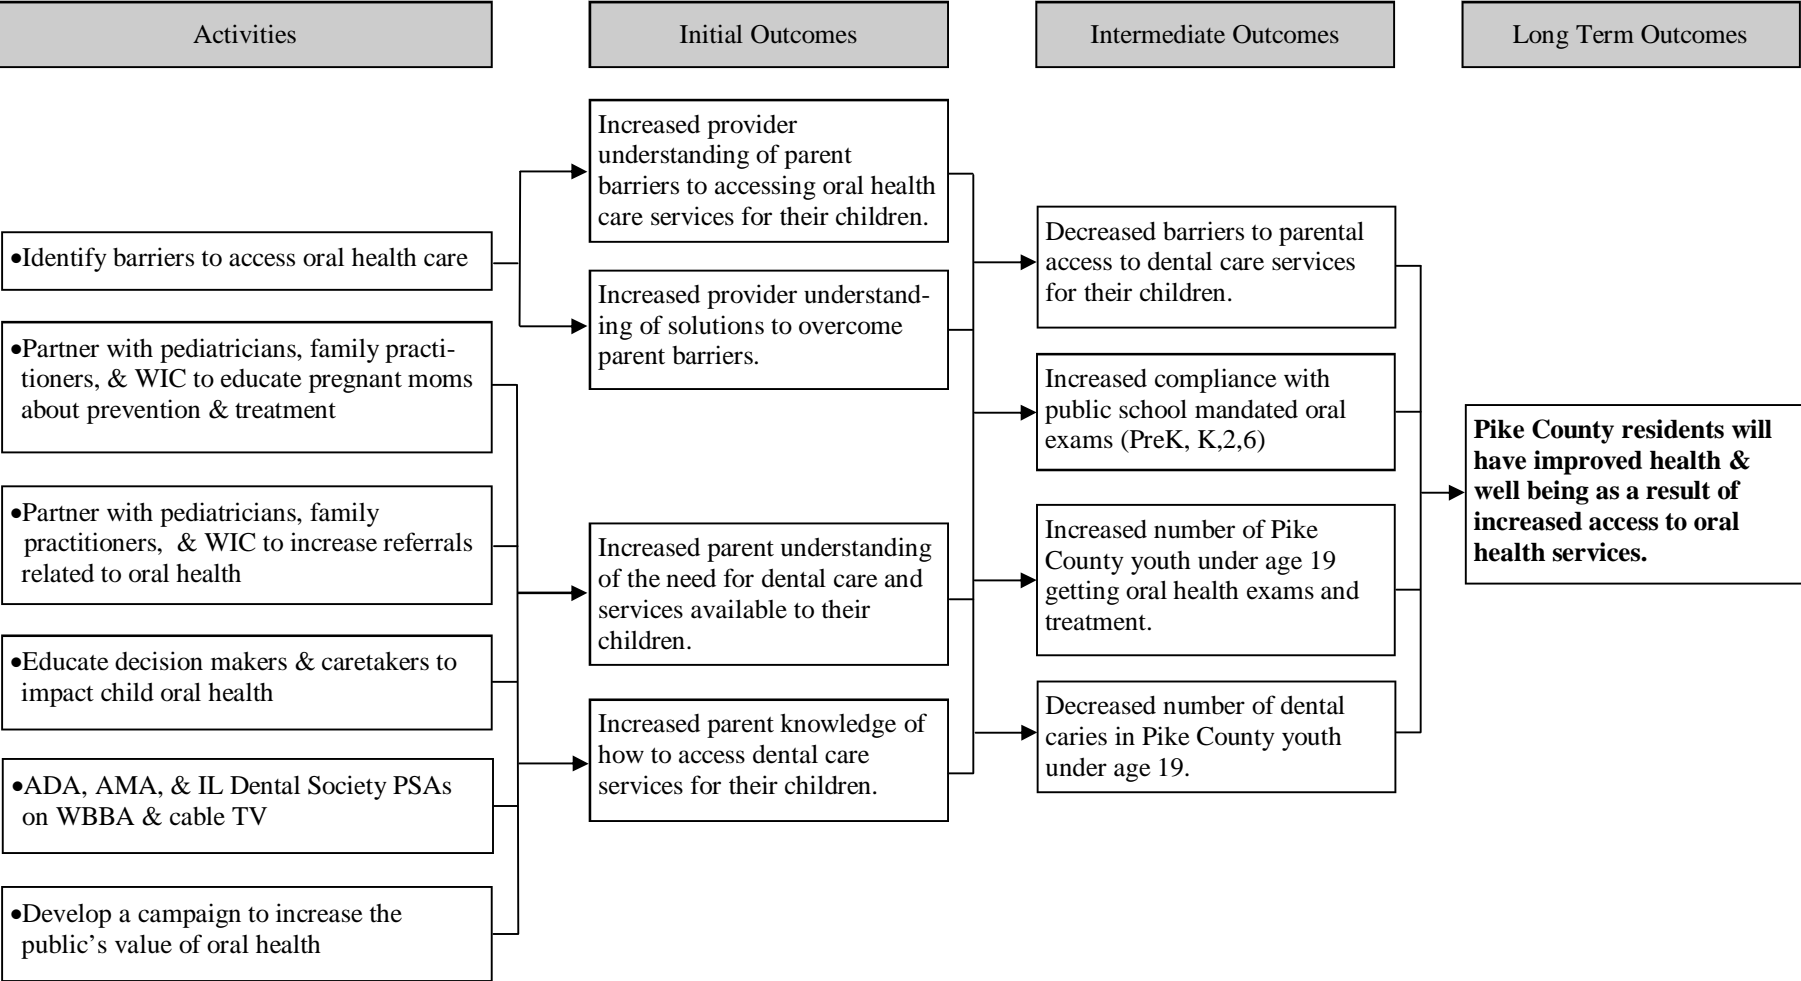 Activities
Initial Outcomes
Intermediate Outcomes
Long Term Outcomes
•Identify barriers to access oral health care
•Partner with pediatricians, family practi-
tioners, & WIC to educate pregnant moms
about prevention & treatment
•Partner with pediatricians, family
practitioners, & WIC to increase referrals
related to oral health
•Educate decision makers & caretakers to
impact child oral health
•ADA, AMA, & IL Dental Society PSAs
on WBBA & cable TV
•Develop a campaign to increase the
public’s value of oral health
Increased provider
understanding of parent
barriers to accessing oral health
care services for their children.
Increased provider understand-
ing of solutions to overcome
parent barriers.
Increased parent understanding
of the need for dental care and
services available to their
children.
Increased parent knowledge of
how to access dental care
services for their children.
Decreased barriers to parental
access to dental care services
for their children.
Increased compliance with
public school mandated oral
exams (PreK, K,2,6)
Increased number of Pike
County youth under age 19
getting oral health exams and
treatment.
Decreased number of dental
caries in Pike County youth
under age 19.
Pike County residents will
have improved health &
well being as a result of
increased access to oral
health services.